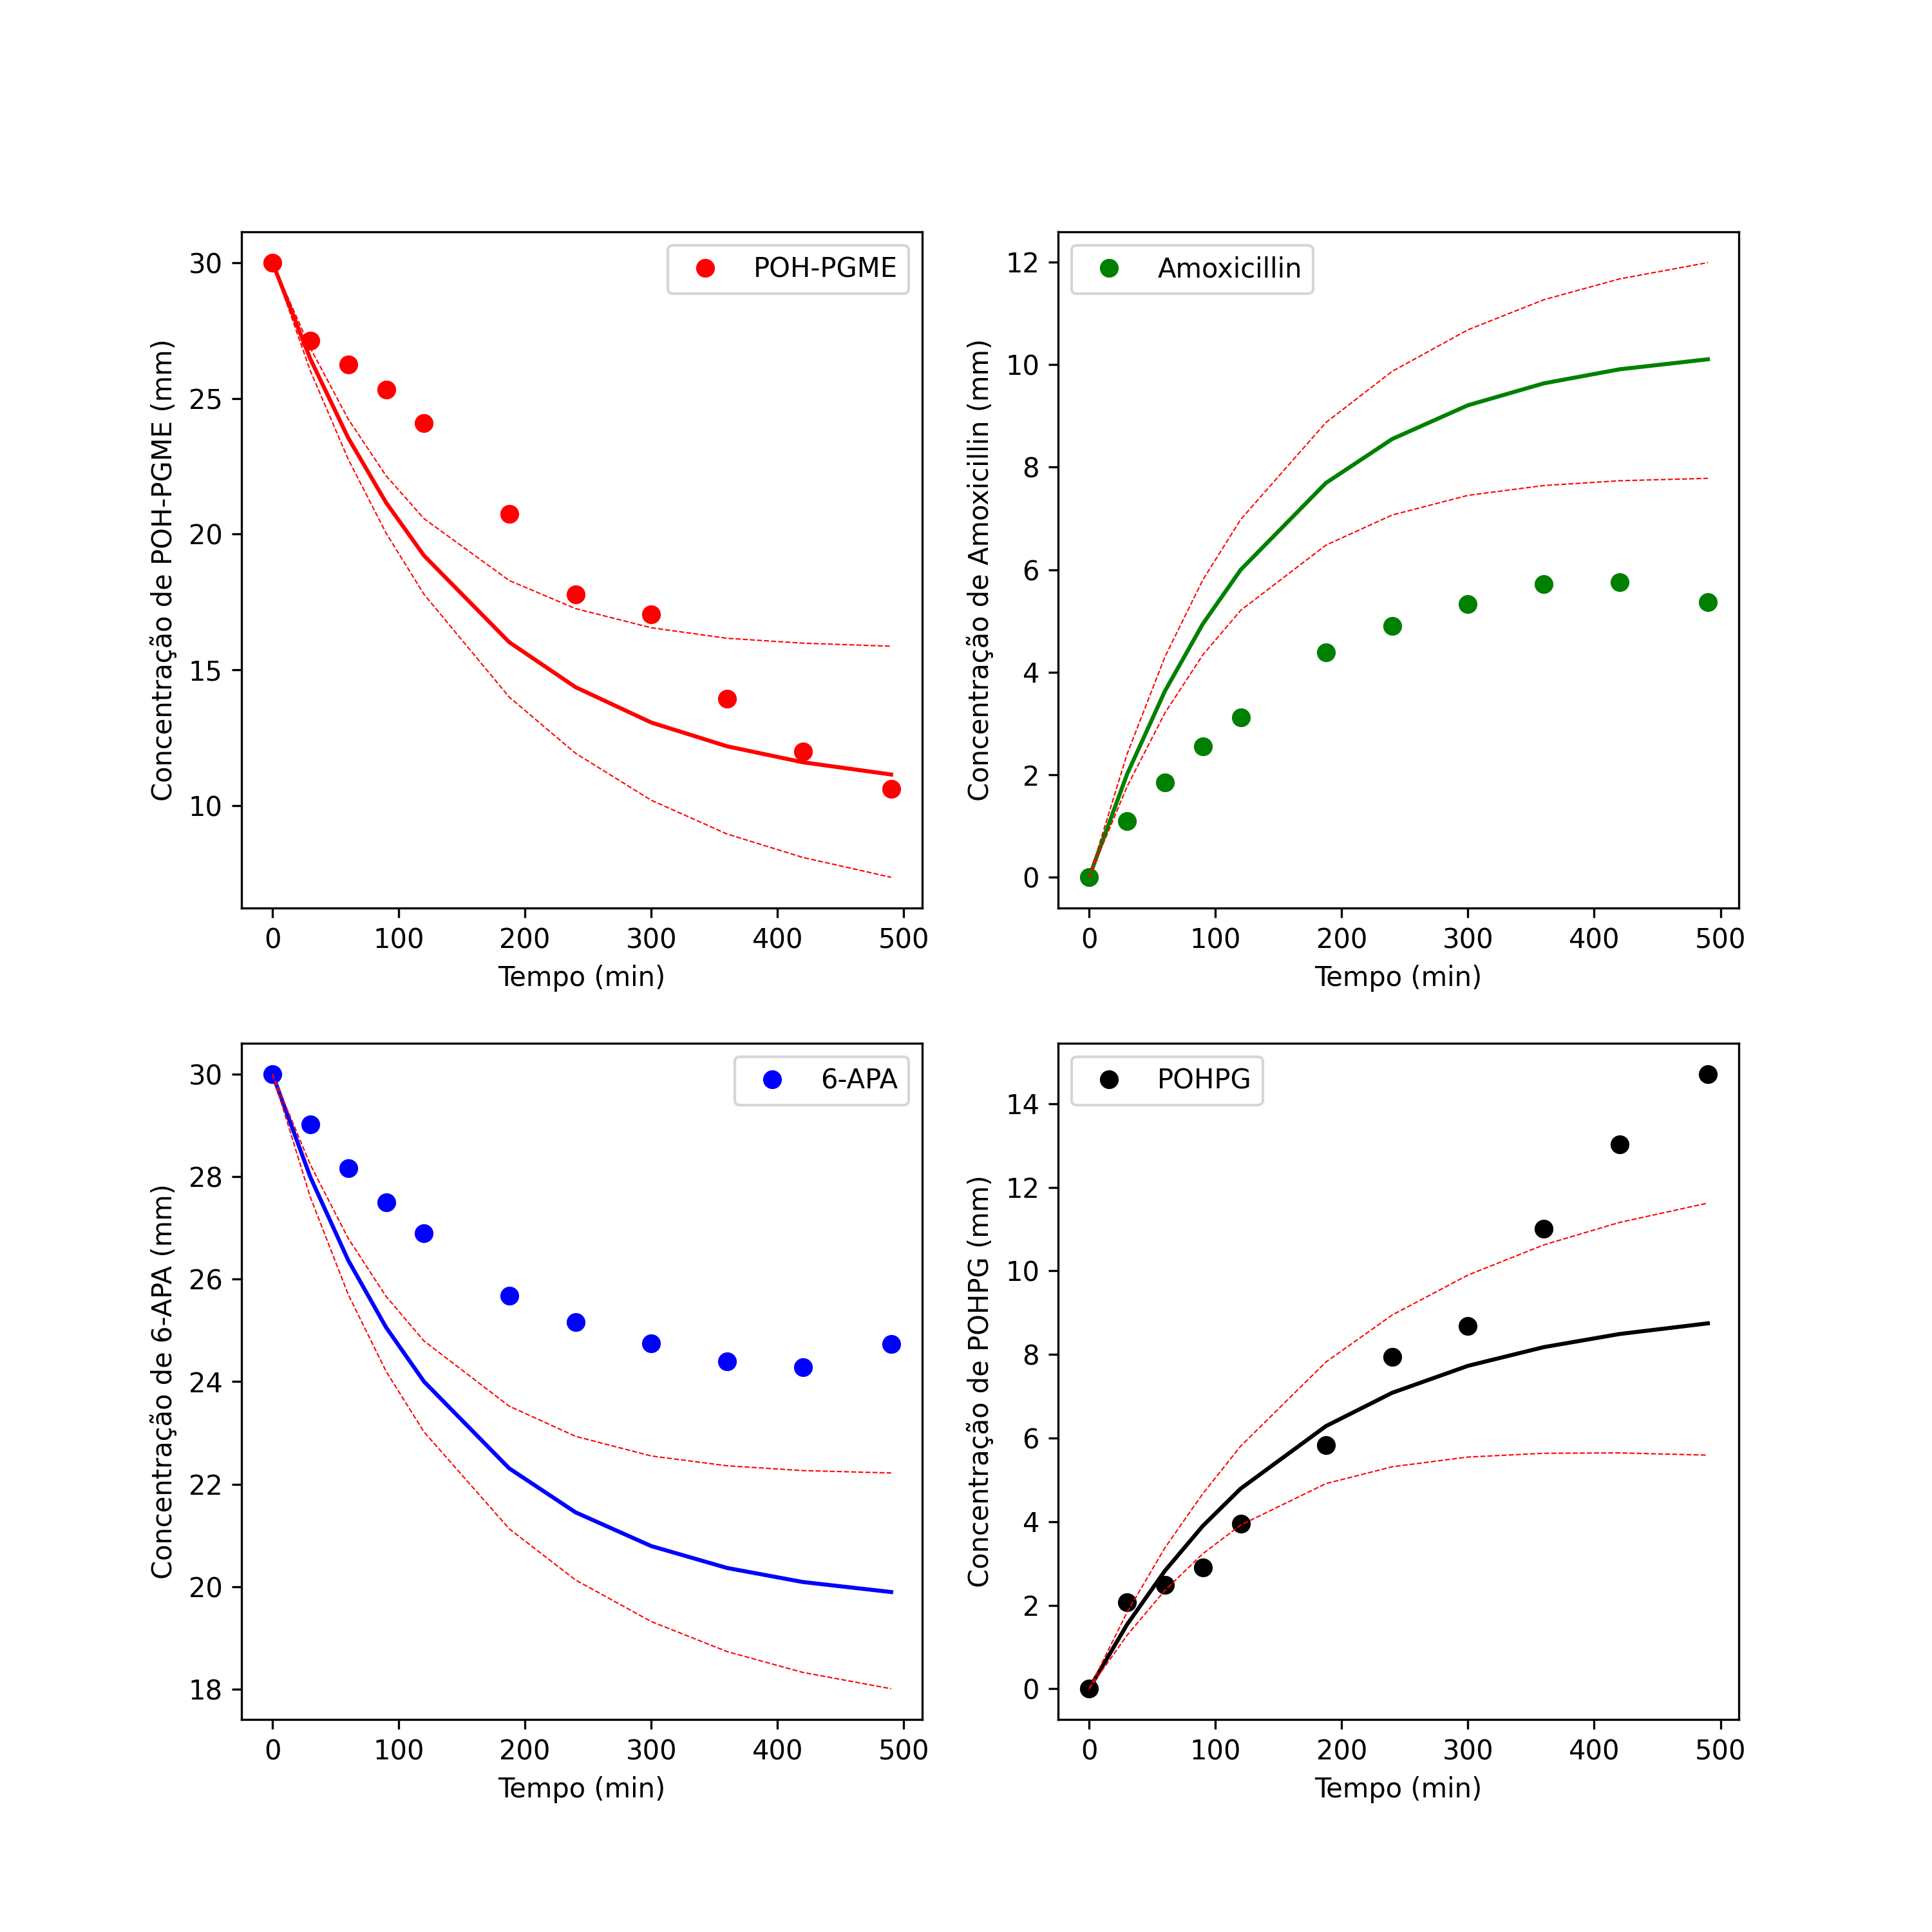 POH-PGME
Concentração de POH-PGME (mm)
30
25
20
15
10
0 100 200 300 400 500
Tempo (min)
Amoxicillin
Concentração de Amoxicillin (mm)
12
10
8
6
4
2
0
0 100 200 300 400 500
Tempo (min)
6-APA
Concentração de 6-APA (mm)
30
28
26
24
22
20
18
0 100 200 300 400 500
Tempo (min)
POHPG
Concentração de POHPG (mm)
14
12
10
8
6
4
2
0
0 100 200 300 400 500
Tempo (min)